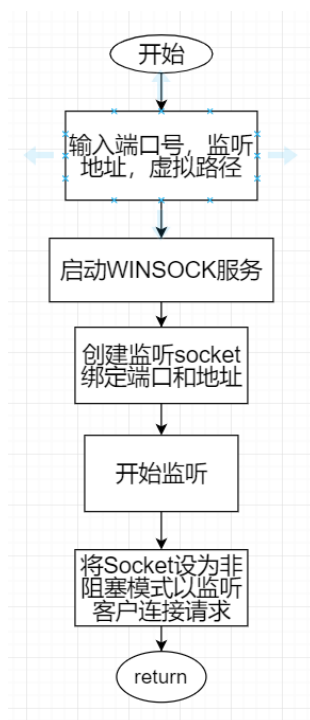 开始
输入端口号，监听
地址，虚拟路径
启动WINSOCK服务
创建监听socket
绑定端口和地址
开始监听
将Socket设为非
阻塞模式以监听
客户连接请求
return